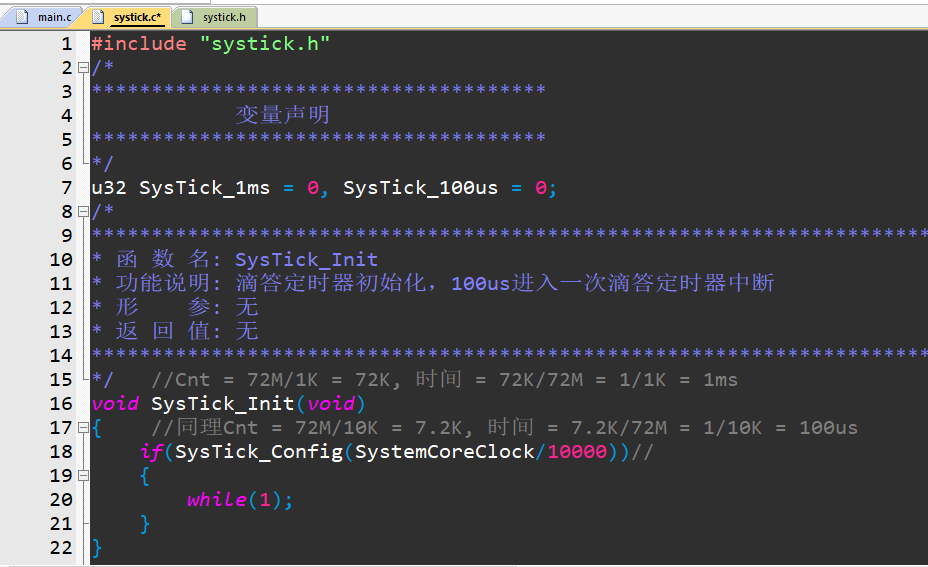 main.c systick.c* systick.h
1 #include "systick.h"
2 /*
3 **************************************
4 变量声明
5 **************************************
6 */
7 u32 SysTick_1ms = 0, SysTick_100us = 0;
8 /*
9 **********************************************************************
10 * 函 数 名: SysTick_Init
11 * 功能说明: 滴答定时器初始化，100us进入一次滴答定时器中断
12 * 形 参: 无
13 * 返 回 值: 无
14 **********************************************************************
15 */ //Cnt = 72M/1K = 72K, 时间 = 72K/72M = 1/1K = 1ms
16 void SysTick_Init(void)
17 { //同理Cnt = 72M/10K = 7.2K, 时间 = 7.2K/72M = 1/10K = 100us
18 if(SysTick_Config(SystemCoreClock/10000))//
19 {
20 while(1);
21 }
22 }